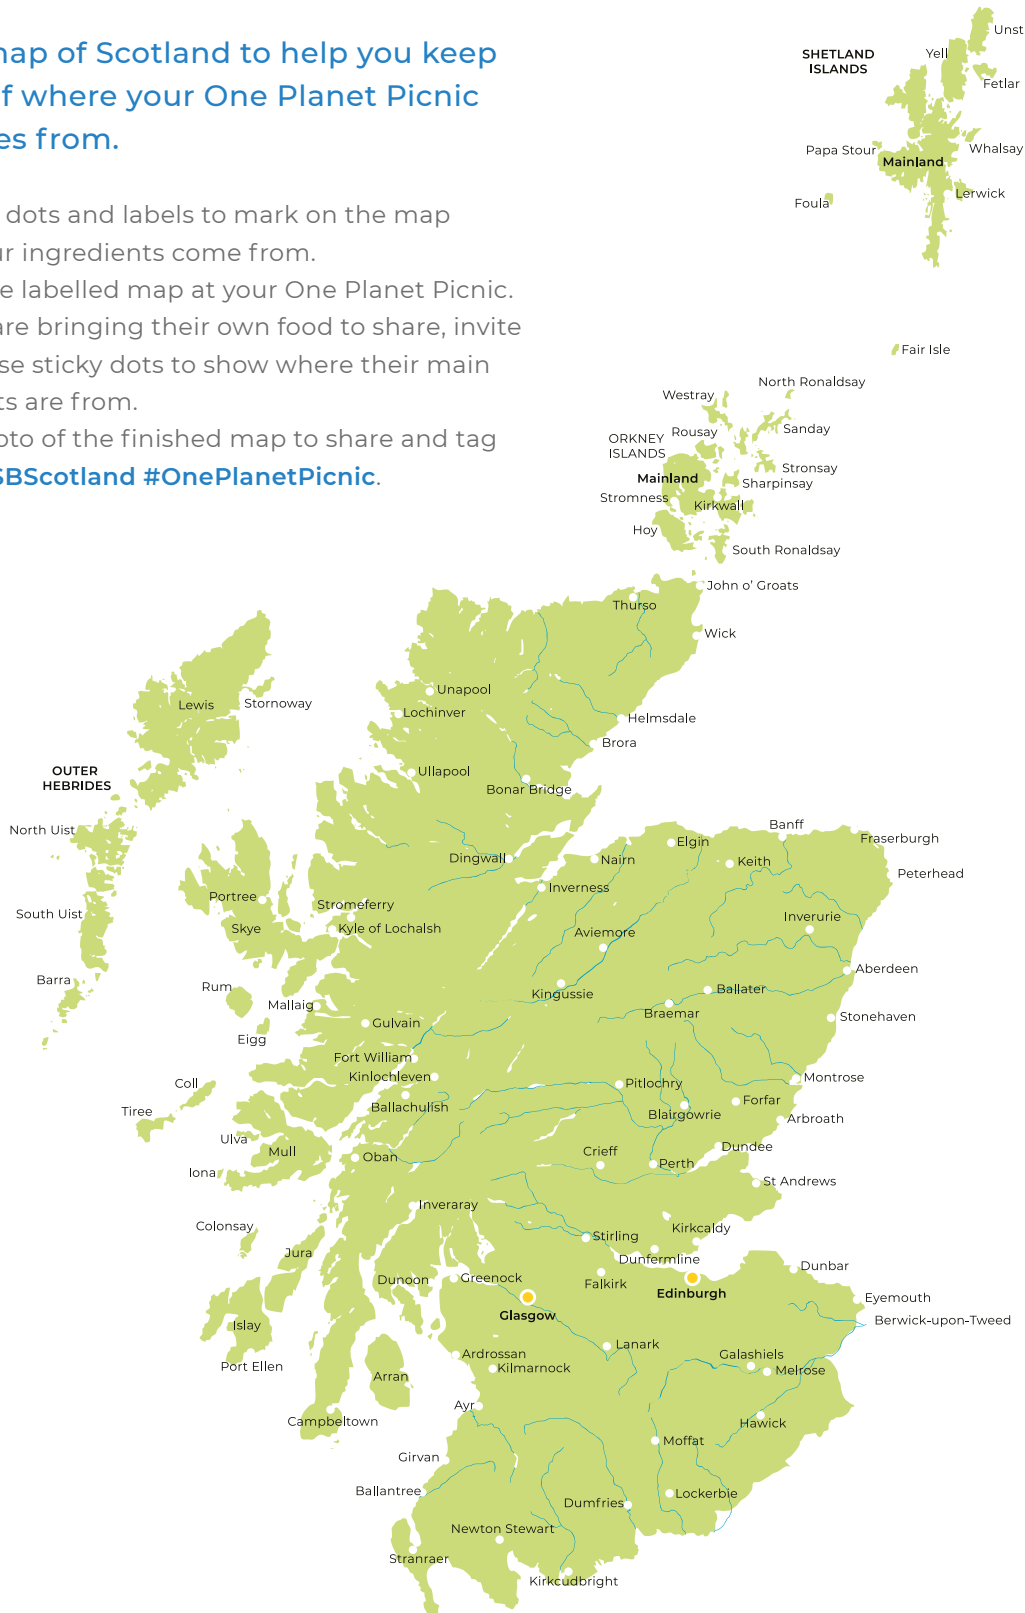 map of Scotland to help you keep
f where your One Planet Picnic
es from.
dots and labels to mark on the map
ur ingredients come from.
e labelled map at your One Planet Picnic.
are bringing their own food to share, invite
se sticky dots to show where their main
ts are from.
oto of the finished map to share and tag
SBScotland #OnePlanetPicnic.
SHETLAND
ISLANDS
Unst
Yell
Fetlar
Papa Stour
Mainland
Whalsay
Foula
Lerwick
Fair Isle
North Ronaldsay
Westray
Rousay
Sanday
ORKNEY
ISLANDS
Stronsay
Mainland
Sharpinsay
Stromness
Kirkwall
Hoy
South Ronaldsay
John o' Groats
Thurso
Wick
Unapool
Lewis
Stornoway
Lochinver
Helmsdale
Brora
OUTER
HEBRIDES
Ullapool
Bonar Bridge
North Uist
Banff
Fraserburgh
Elgin
Dingwall
Nairn
Keith
Peterhead
Inverness
Portree
Stromeferry
South Uist
Inverurie
Skye
Kyle of Lochalsh
Aviemore
Aberdeen
Barra
Rum
Kingussie
Ballater
Mallaig
Braemar
Stonehaven
Gulvain
Eigg
Fort William
Kinlochleven
Montrose
Coll
Pitlochry
Forfar
Tiree
Ballachulish
Blairgowrie
Arbroath
Ulva
Mull
Oban
Crieff
Dundee
Perth
Iona
St Andrews
Inveraray
Colonsay
Kirkcaldy
Stirling
Jura
Dunfermline
Dunbar
Dunoon
Greenock
Falkirk
Edinburgh
Eyemouth
Glasgow
Berwick-upon-Tweed
Islay
Lanark
Ardrossan
Galashiels
Port Ellen
Kilmarnock
Melrose
Arran
Ayr
Campbeltown
Hawick
Moffat
Girvan
Ballantree
Lockerbie
Dumfries
Newton Stewart
Stranraer
Kirkcudbright